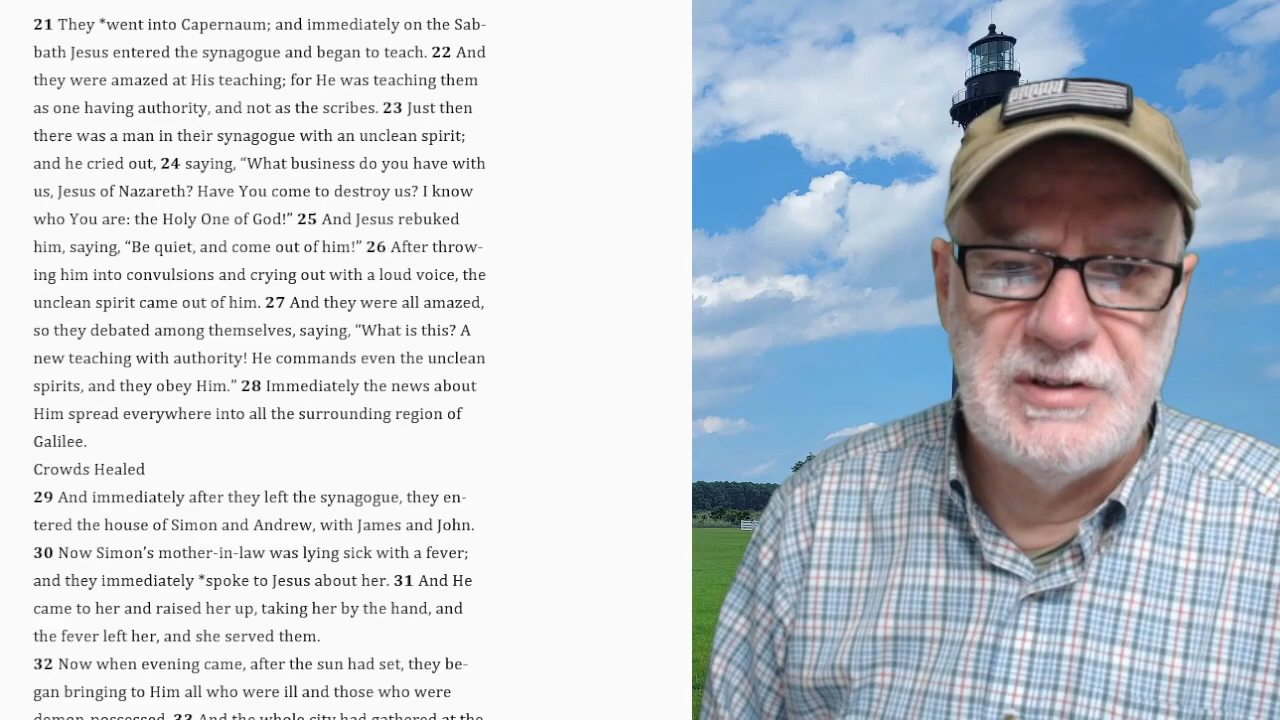 21 They *went into Capernaum; and immediately on the Sab-
bath Jesus entered the synagogue and began to teach. 22 And
they were amazed at His teaching; for He was teaching them
as one having authority, and not as the scribes. 23 Just then
there was a man in their synagogue with an unclean spirit;
and he cried out, 24 saying, “What business do you have with
us, Jesus of Nazareth? Have You come to destroy us? I know
who You are: the Holy One of God!” 25 And Jesus rebuked
him, saying, “Be quiet, and come out of him!” 26 After throw-
ing him into convulsions and crying out with a loud voice, the
unclean spirit came out of him. 27 And they were all amazed,
so they debated among themselves, saying, “What is this? A
new teaching with authority! He commands even the unclean
spirits, and they obey Him.” 28 Immediately the news about
Him spread everywhere into all the surrounding region of
Galilee.
Crowds Healed
29 And immediately after they left the synagogue, they en-
tered the house of Simon and Andrew, with James and John.
30 Now Simon’s mother-in-law was lying sick with a fever;
and they immediately *spoke to Jesus about her. 31 And He
came to her and raised her up, taking her by the hand, and
the fever left her, and she served them.
32 Now when evening came, after the sun had set, they be-
gan bringing to Him all who were ill and those who were
demon-possessed. 33 And the whole city had gathered at the